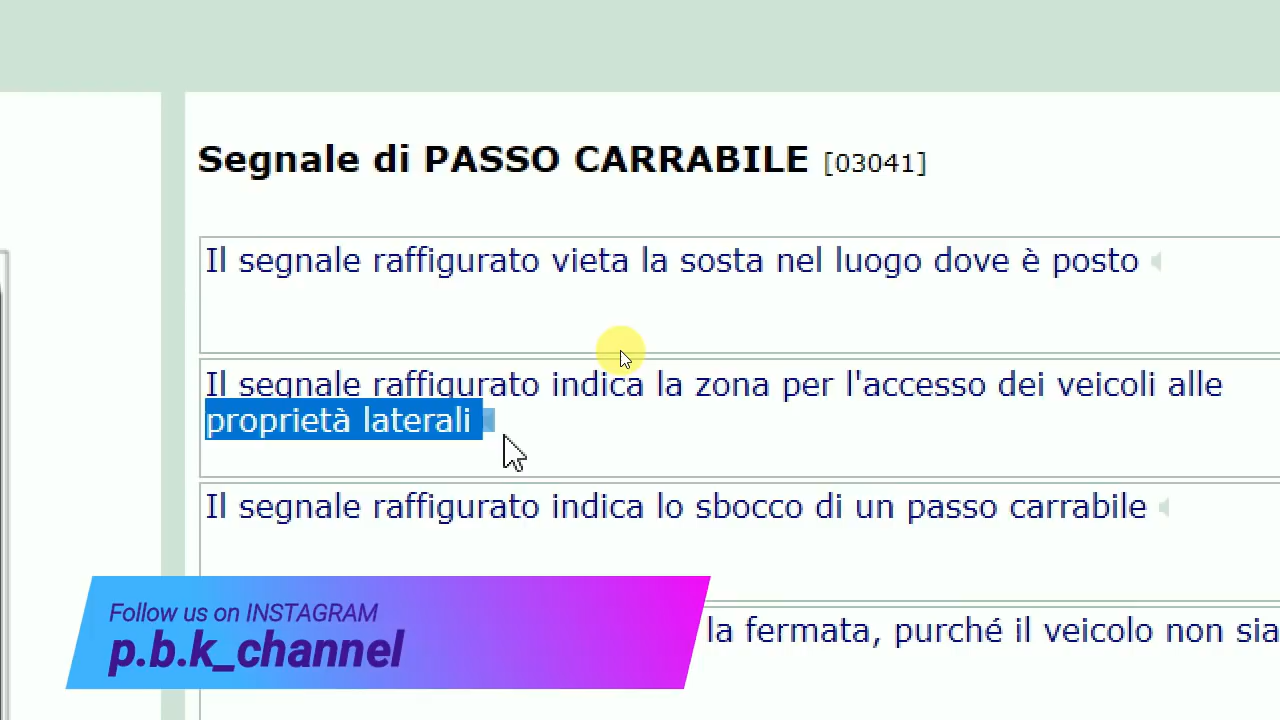 Segnale di PASSO CARRABILE [03041]
Il segnale raffigurato vieta la sosta nel luogo dove è posto
Il segnale raffigurato indica la zona per l'accesso dei veicoli alle
proprietà laterali
Il segnale raffigurato indica lo sbocco di un passo carrabile
la fermata, purché il veicolo non sia
Follow us on INSTAGRAM
p.b.k_channel